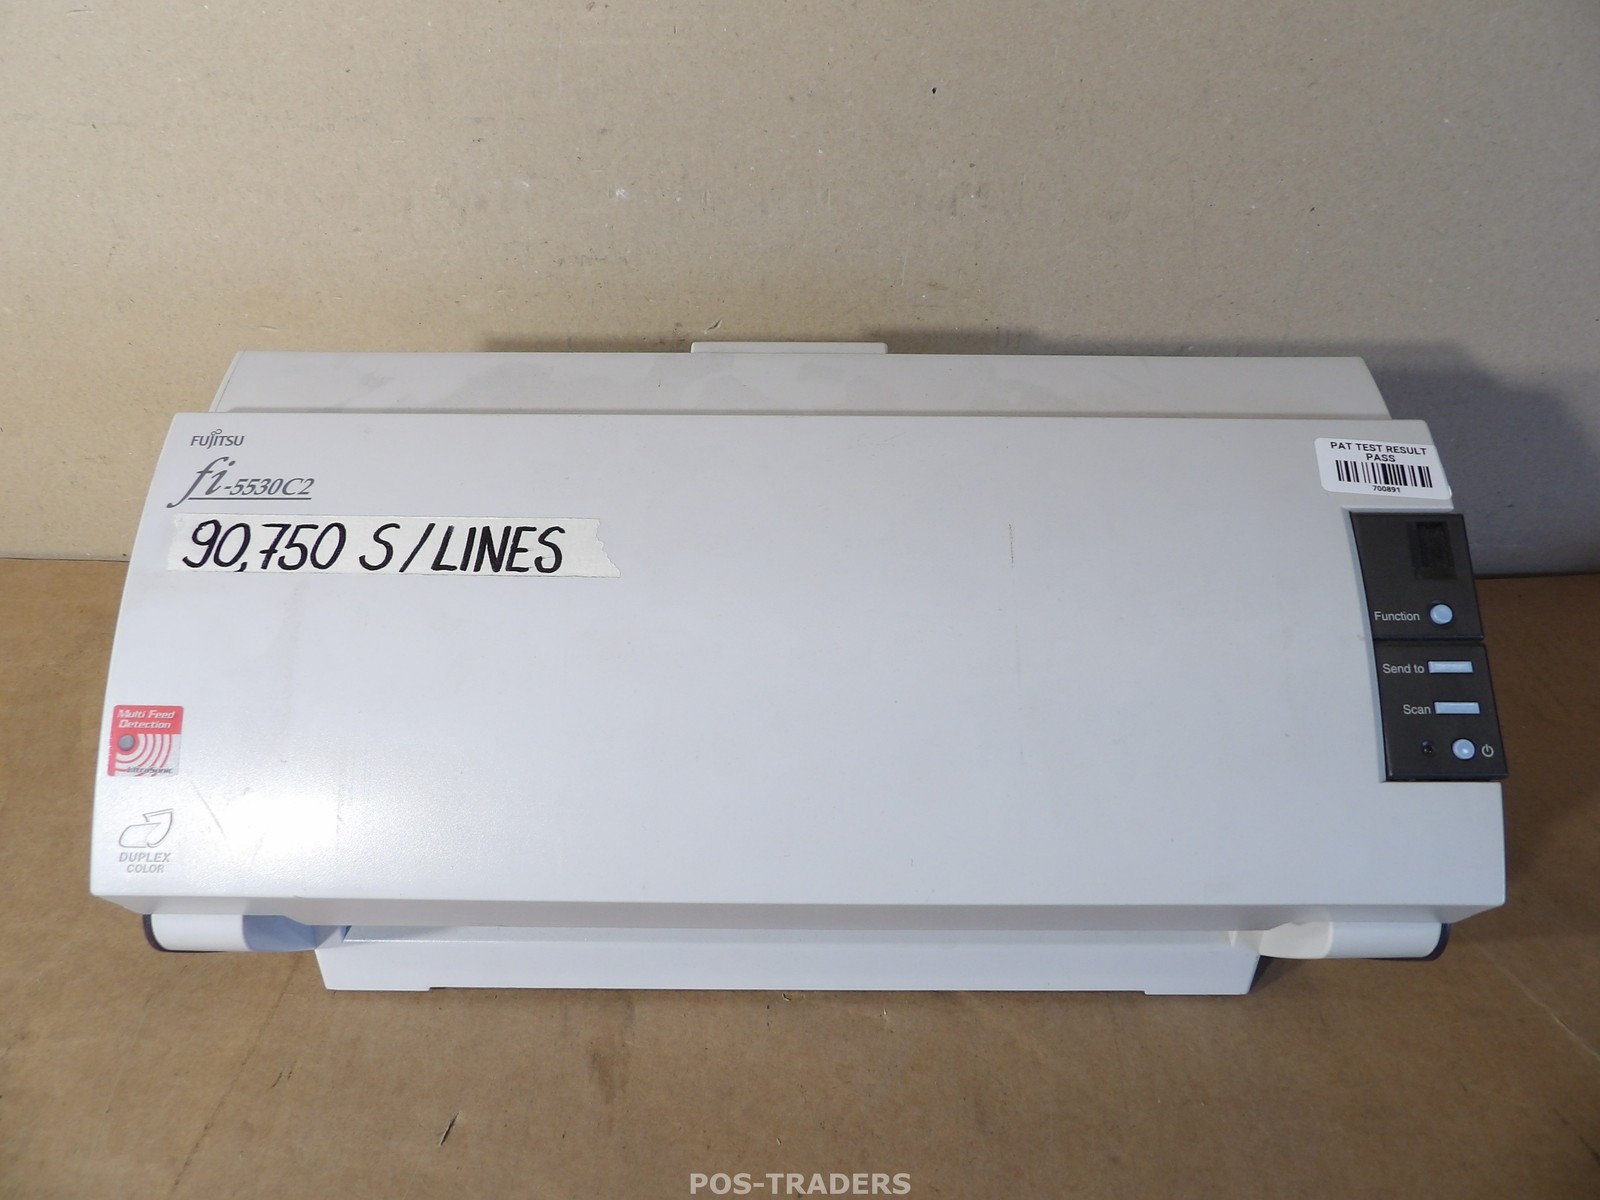 FUJITSU
fi-5530C2
90,750 S/LINES
PAT TEST RESULT
PASS
700891
Function
Send to
Scan
Multi Feed
Detection
UltraSonic
DUPLEX
COLOR
POS-TRADERS